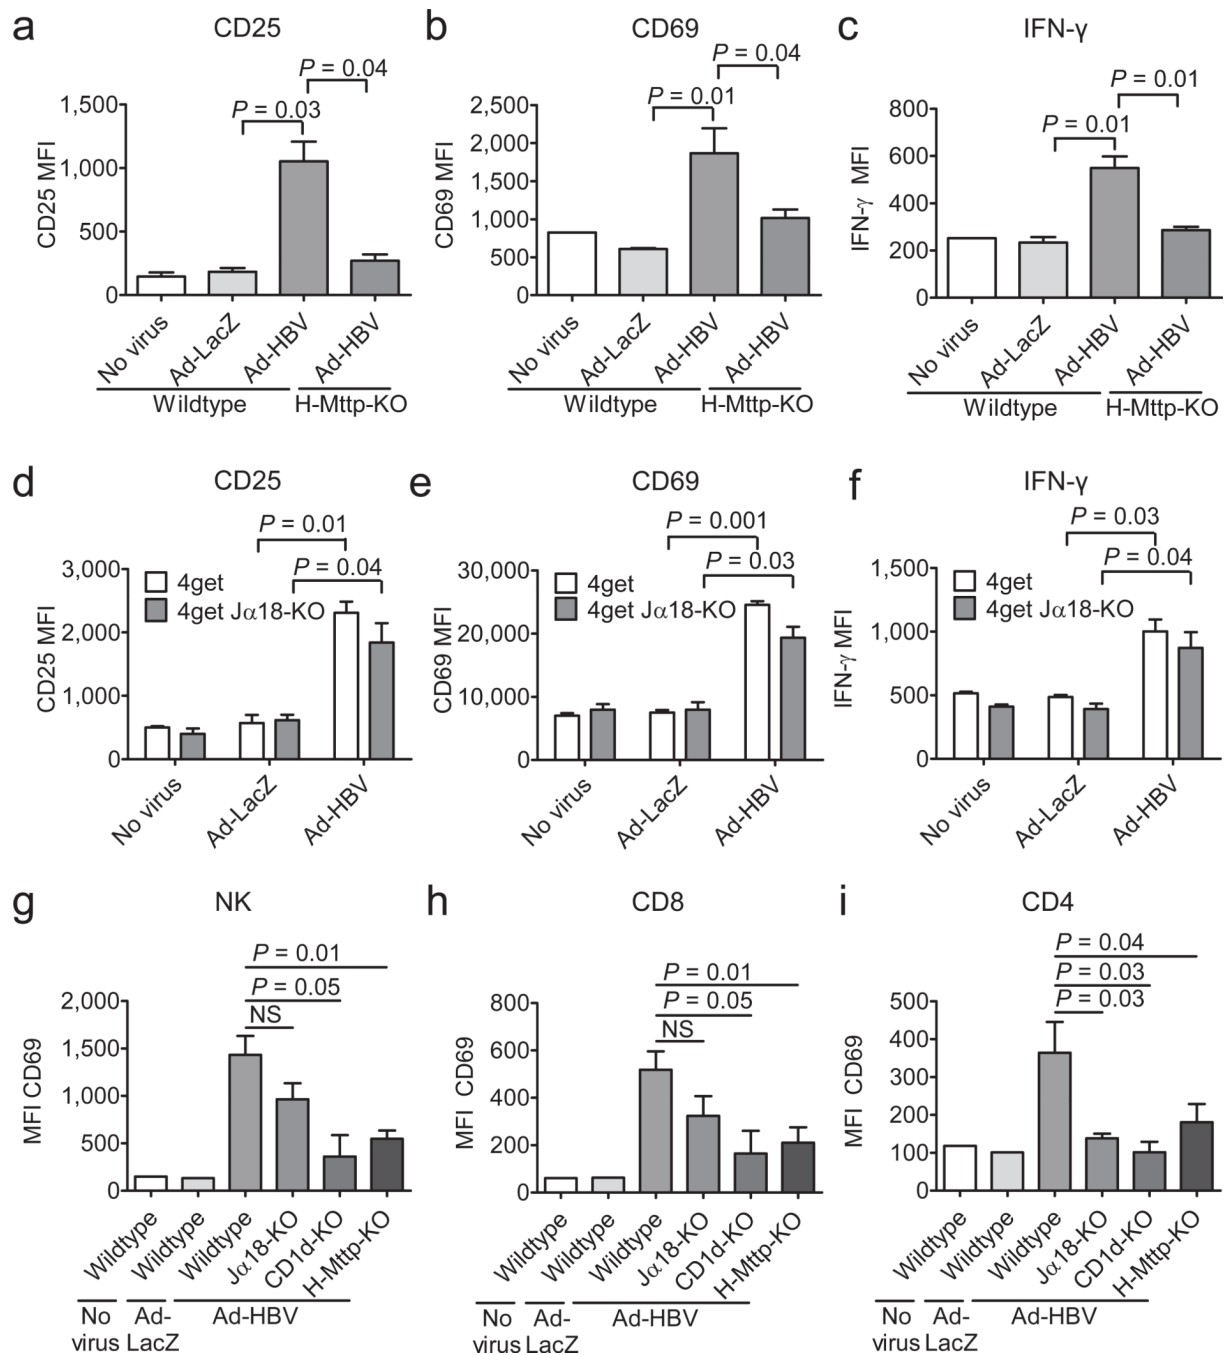 a
CD25
P = 0.04
P = 0.03
1,500
1,000
500
0
CD25 MFI
No virus
Ad-LacZ
Ad-HBV
Ad-HBV
Wildtype
H-Mttp-KO
b
CD69
P = 0.04
P = 0.01
2,500
2,000
1,500
1,000
500
0
CD69 MFI
No virus
Ad-LacZ
Ad-HBV
Ad-HBV
Wildtype
H-Mttp-KO
c
IFN-γ
P = 0.01
P = 0.01
800
600
400
200
0
IFN-γ MFI
No virus
Ad-LacZ
Ad-HBV
Ad-HBV
Wildtype
H-Mttp-KO
d
CD25
P = 0.01
P = 0.04
3,000
2,000
1,000
0
CD25 MFI
4get
4get Jα18-KO
No virus
Ad-LacZ
Ad-HBV
e
CD69
P = 0.001
P = 0.03
30,000
20,000
10,000
0
CD69 MFI
4get
4get Jα18-KO
No virus
Ad-LacZ
Ad-HBV
f
IFN-γ
P = 0.03
P = 0.04
1,500
1,000
500
0
IFN-γ MFI
4get
4get Jα18-KO
No virus
Ad-LacZ
Ad-HBV
g
NK
P = 0.01
P = 0.05
NS
2,000
1,500
1,000
500
0
MFI CD69
Wildtype
Wildtype
Wildtype
Jα18-KO
CD1d-KO
H-Mttp-KO
No
virus
Ad-
LacZ
Ad-HBV
h
CD8
P = 0.01
P = 0.05
NS
800
600
400
200
0
MFI CD69
Wildtype
Wildtype
Wildtype
Jα18-KO
CD1d-KO
H-Mttp-KO
No
virus
Ad-
LacZ
Ad-HBV
i
CD4
P = 0.04
P = 0.03
P = 0.03
500
400
300
200
100
0
MFI CD69
Wildtype
Wildtype
Wildtype
Jα18-KO
CD1d-KO
H-Mttp-KO
No
virus
Ad-
LacZ
Ad-HBV